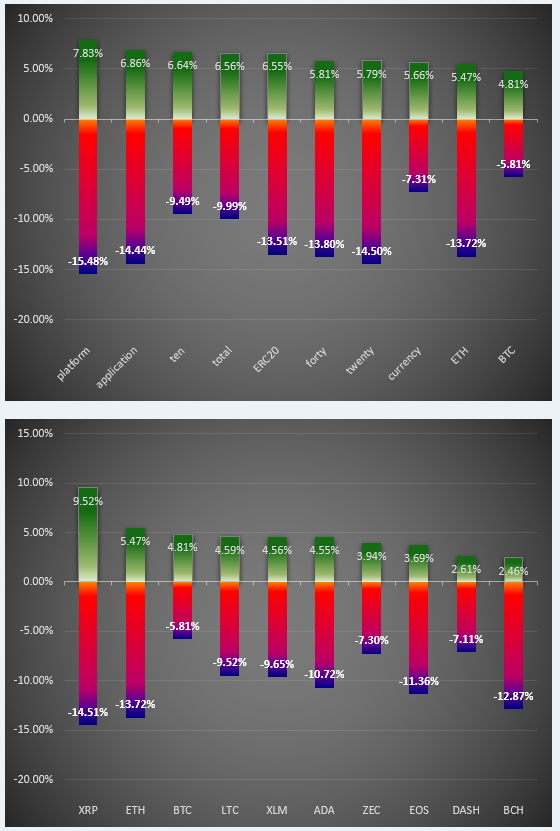 10.00%
7.83% 6.86% 6.64% 6.56% 6.55% 5.81% 5.79% 5.66% 5.47% 4.81%
5.00%
0.00%
-5.00%
-15.48% -14.44% -9.49% -9.99% -13.51% -13.80% -14.50% -7.31% -13.72% -5.81%
-10.00%
-15.00%
-20.00%
platform application ten total ERC20 forty twenty currency ETH BTC
15.00%
10.00%
9.52% 5.47% 4.81% 4.59% 4.56% 4.55% 3.94% 3.69% 2.61% 2.46%
5.00%
0.00%
-5.00%
-14.51% -13.72% -5.81% -9.52% -9.65% -10.72% -7.30% -11.36% -7.11% -12.87%
-10.00%
-15.00%
-20.00%
XRP ETH BTC LTC XLM ADA ZEC EOS DASH BCH